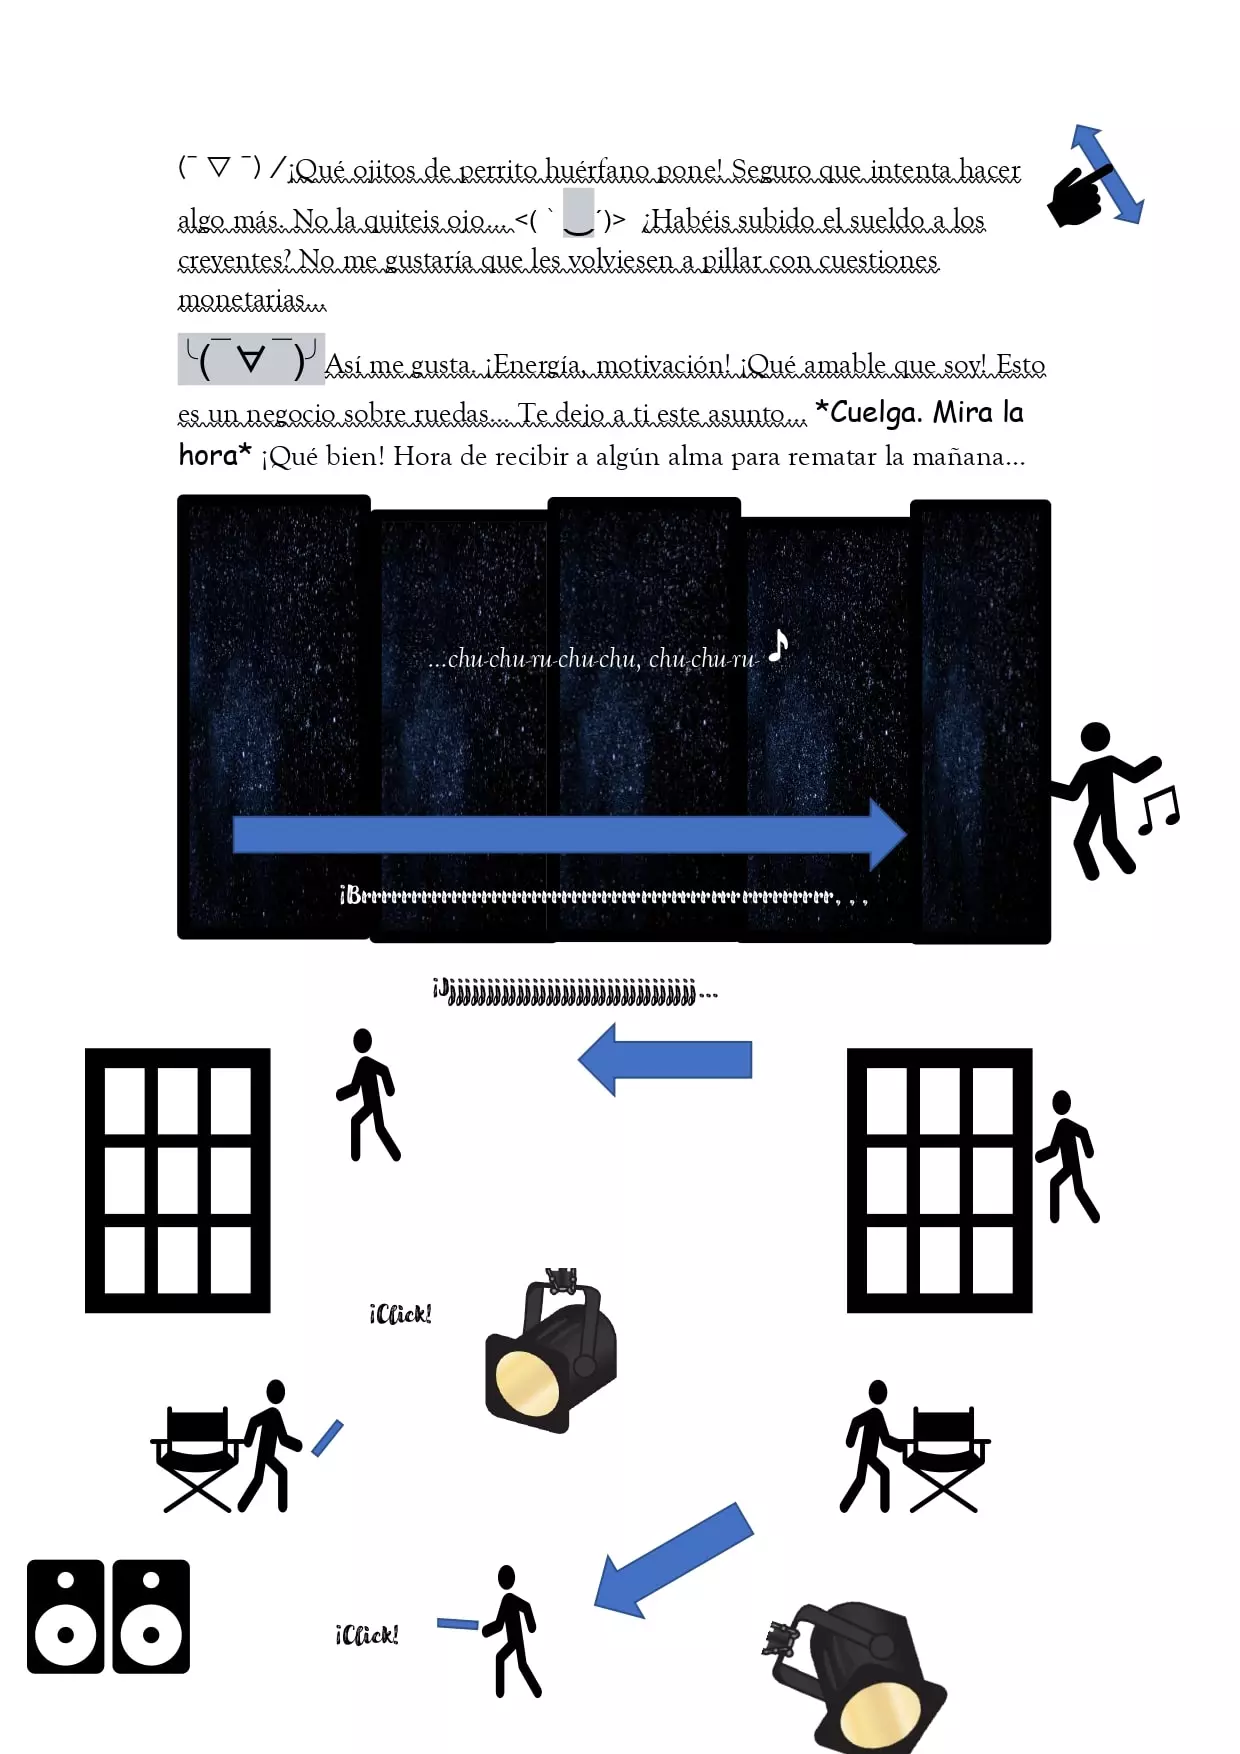 (¯ ▽ ¯) ／¡Qué ojitos de perrito huérfano pone! Seguro que intenta hacer
algo más. No la quiteis ojo... <( ` ‿ ´)> ¿Habéis subido el sueldo a los
creyentes? No me gustaría que les volviesen a pillar con cuestiones
monetarias...
╰(¯ ∀ ¯)╯Así me gusta. ¡Energía, motivación! ¡Qué amable que soy! Esto
es un negocio sobre ruedas... Te dejo a ti este asunto... *Cuelga. Mira la
hora* ¡Qué bien! Hora de recibir a algún alma para rematar la mañana...
...chu-chu-ru-chu-chu, chu-chu-ru- ♪
¡Brrrrrrrrrrrrrrrrrrrrrrrrrrrrrrrrrrrrrrrrrrrrrrrrrrrrrr...
¡Jjjjjjjjjjjjjjjjjjjjjjjjjjjjjjjjj...
¡Click!
¡Click!